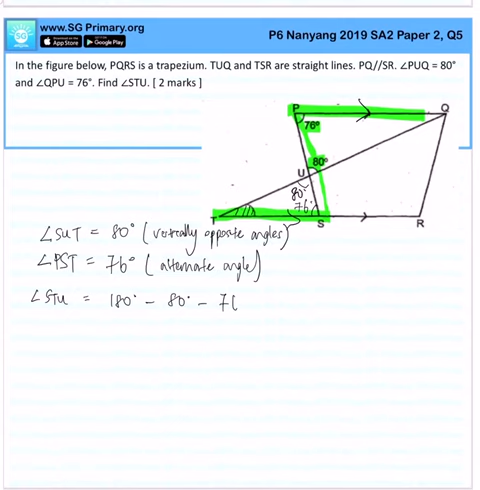 www.SG Primary.org
App Store Google Play
P6 Nanyang 2019 SA2 Paper 2, Q5
In the figure below, PQRS is a trapezium. TUQ and TSR are straight lines. PQ//SR. ∠PUQ = 80°
and ∠QPU = 76°. Find ∠STU. [ 2 marks ]
P
Q
76°
80°
U
80°
76°
T
S
R
∠SUT = 80° (vertically opposite angles)
∠PST = 76° (alternate angle)
∠STU = 180° - 80° - 7